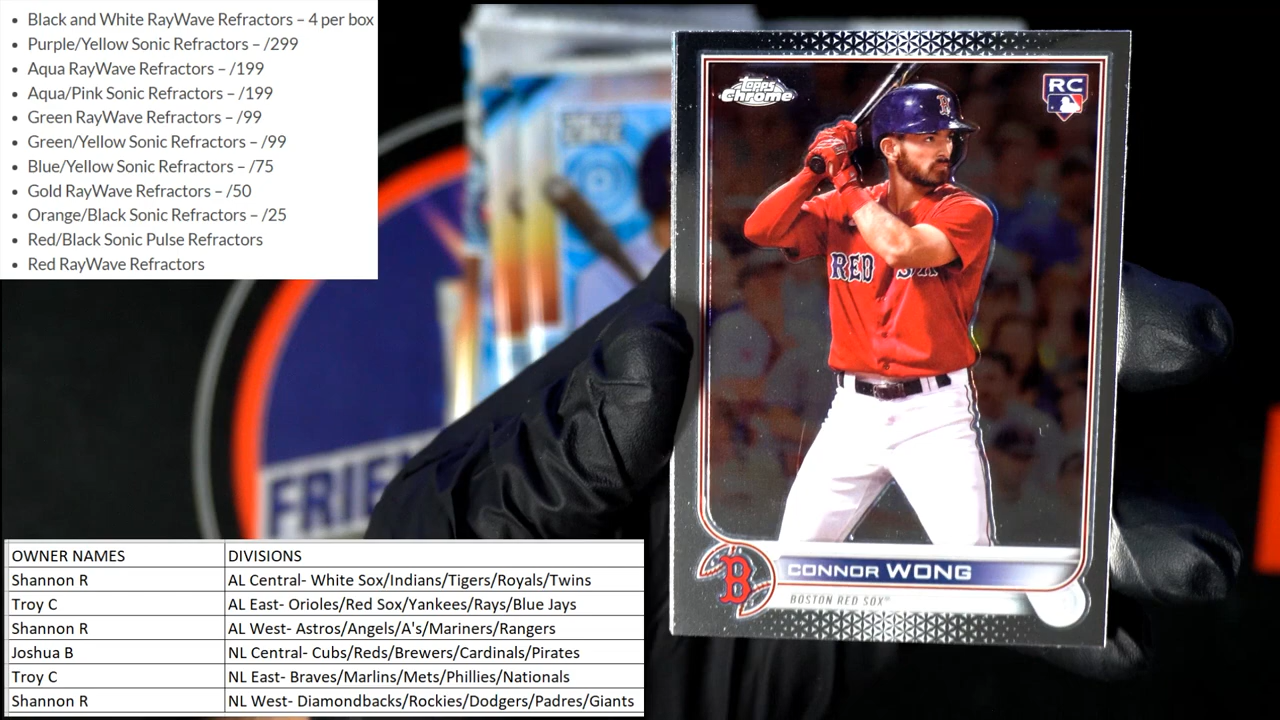 Black and White RayWave Refractors – 4 per box
Purple/Yellow Sonic Refractors – /299
Aqua RayWave Refractors – /199
Aqua/Pink Sonic Refractors – /199
Green RayWave Refractors – /99
Green/Yellow Sonic Refractors – /99
Blue/Yellow Sonic Refractors – /75
Gold RayWave Refractors – /50
Orange/Black Sonic Refractors – /25
Red/Black Sonic Pulse Refractors
Red RayWave Refractors
Topps
Chrome
RC
B
RED
B
CONNOR WONG
BOSTON RED SOX®
OWNER NAMES DIVISIONS
Shannon R AL Central- White Sox/Indians/Tigers/Royals/Twins
Troy C AL East- Orioles/Red Sox/Yankees/Rays/Blue Jays
Shannon R AL West- Astros/Angels/A's/Mariners/Rangers
Joshua B NL Central- Cubs/Reds/Brewers/Cardinals/Pirates
Troy C NL East- Braves/Marlins/Mets/Phillies/Nationals
Shannon R NL West- Diamondbacks/Rockies/Dodgers/Padres/Giants